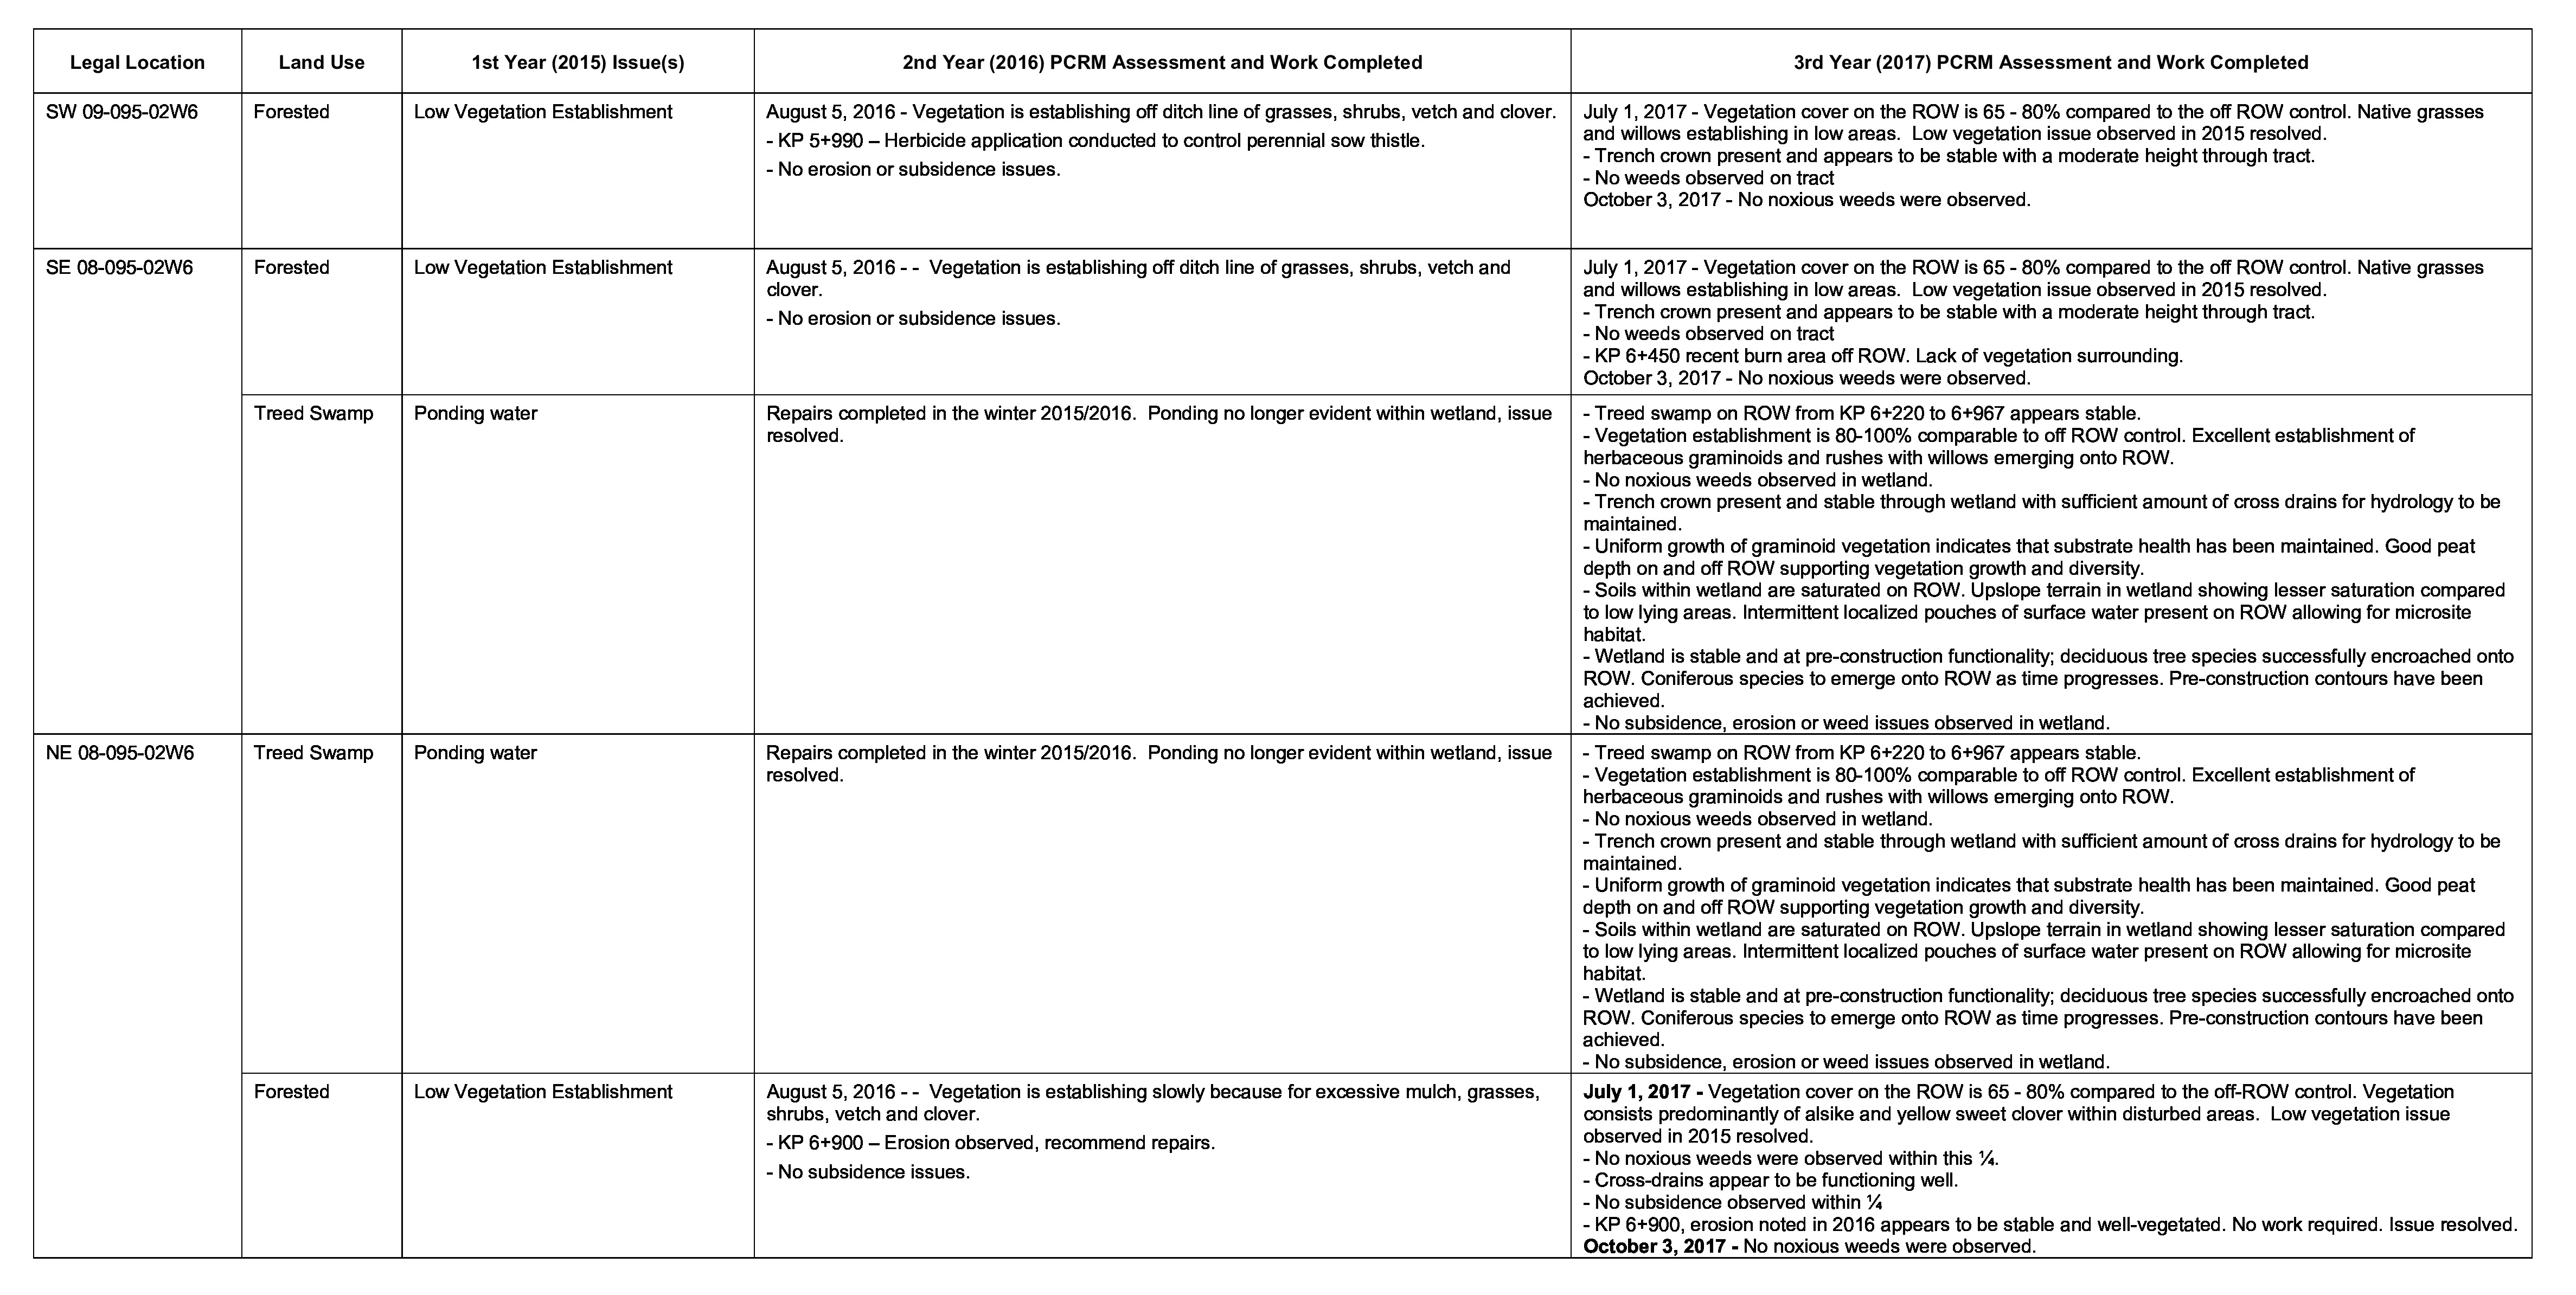 Legal Location
Land Use
1st Year (2015) Issue(s)
2nd Year (2016) PCRM Assessment and Work Completed
3rd Year (2017) PCRM Assessment and Work Completed
SW 09-095-02W6
Forested
Low Vegetation Establishment
August 5, 2016 - Vegetation is establishing off ditch line of grasses, shrubs, vetch and clover.
- KP 5+990 – Herbicide application conducted to control perennial sow thistle.
- No erosion or subsidence issues.
July 1, 2017 - Vegetation cover on the ROW is 65 - 80% compared to the off ROW control. Native grasses
and willows establishing in low areas.  Low vegetation issue observed in 2015 resolved.
- Trench crown present and appears to be stable with a moderate height through tract.
- No weeds observed on tract
October 3, 2017 - No noxious weeds were observed.
SE 08-095-02W6
Forested
Low Vegetation Establishment
August 5, 2016 - -  Vegetation is establishing off ditch line of grasses, shrubs, vetch and
clover.
- No erosion or subsidence issues.
July 1, 2017 - Vegetation cover on the ROW is 65 - 80% compared to the off ROW control. Native grasses
and willows establishing in low areas.  Low vegetation issue observed in 2015 resolved.
- Trench crown present and appears to be stable with a moderate height through tract.
- No weeds observed on tract
- KP 6+450 recent burn area off ROW. Lack of vegetation surrounding.
October 3, 2017 - No noxious weeds were observed.
Treed Swamp
Ponding water
Repairs completed in the winter 2015/2016.  Ponding no longer evident within wetland, issue
resolved.
- Treed swamp on ROW from KP 6+220 to 6+967 appears stable.
- Vegetation establishment is 80-100% comparable to off ROW control. Excellent establishment of
herbaceous graminoids and rushes with willows emerging onto ROW.
- No noxious weeds observed in wetland.
- Trench crown present and stable through wetland with sufficient amount of cross drains for hydrology to be
maintained.
- Uniform growth of graminoid vegetation indicates that substrate health has been maintained. Good peat
depth on and off ROW supporting vegetation growth and diversity.
- Soils within wetland are saturated on ROW. Upslope terrain in wetland showing lesser saturation compared
to low lying areas. Intermittent localized pouches of surface water present on ROW allowing for microsite
habitat.
- Wetland is stable and at pre-construction functionality; deciduous tree species successfully encroached onto
ROW. Coniferous species to emerge onto ROW as time progresses. Pre-construction contours have been
achieved.
- No subsidence, erosion or weed issues observed in wetland.
NE 08-095-02W6
Treed Swamp
Ponding water
Repairs completed in the winter 2015/2016.  Ponding no longer evident within wetland, issue
resolved.
- Treed swamp on ROW from KP 6+220 to 6+967 appears stable.
- Vegetation establishment is 80-100% comparable to off ROW control. Excellent establishment of
herbaceous graminoids and rushes with willows emerging onto ROW.
- No noxious weeds observed in wetland.
- Trench crown present and stable through wetland with sufficient amount of cross drains for hydrology to be
maintained.
- Uniform growth of graminoid vegetation indicates that substrate health has been maintained. Good peat
depth on and off ROW supporting vegetation growth and diversity.
- Soils within wetland are saturated on ROW. Upslope terrain in wetland showing lesser saturation compared
to low lying areas. Intermittent localized pouches of surface water present on ROW allowing for microsite
habitat.
- Wetland is stable and at pre-construction functionality; deciduous tree species successfully encroached onto
ROW. Coniferous species to emerge onto ROW as time progresses. Pre-construction contours have been
achieved.
- No subsidence, erosion or weed issues observed in wetland.
Forested
Low Vegetation Establishment
August 5, 2016 - -  Vegetation is establishing slowly because for excessive mulch, grasses,
shrubs, vetch and clover.
- KP 6+900 – Erosion observed, recommend repairs.
- No subsidence issues.
July 1, 2017 - Vegetation cover on the ROW is 65 - 80% compared to the off-ROW control. Vegetation
consists predominantly of alsike and yellow sweet clover within disturbed areas.  Low vegetation issue
observed in 2015 resolved.
- No noxious weeds were observed within this ¼.
- Cross-drains appear to be functioning well.
- No subsidence observed within ¼
- KP 6+900, erosion noted in 2016 appears to be stable and well-vegetated. No work required. Issue resolved.
October 3, 2017 - No noxious weeds were observed.